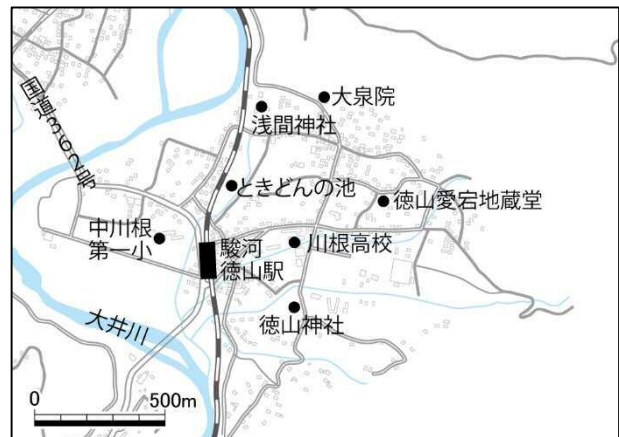 大泉院
浅間神社
国道362号
ときどんの池
徳山愛宕地蔵堂
中川根
第一小
川根高校
駿河
徳山駅
徳山神社
大井川
0
500m